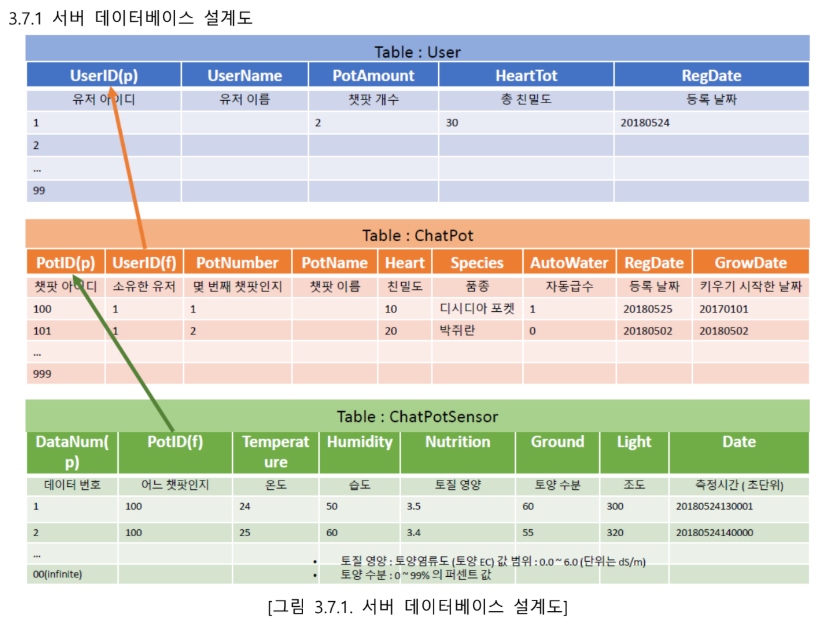 3.7.1 서버 데이터베이스 설계도
Table : User
UserID(p) UserName PotAmount HeartTot RegDate
유저 아이디 유저 이름 챗팟 개수 총 친밀도 등록 날짜
1 2 30 20180524
2
...
99
Table : ChatPot
PotID(p) UserID(f) PotNumber PotName Heart Species AutoWater RegDate GrowDate
챗팟 아이디 소유한 유저 몇 번째 챗팟인지 챗팟 이름 친밀도 품종 자동급수 등록 날짜 키우기 시작한 날짜
100 1 1 10 디시디아 포켓 1 20180525 20170101
101 1 2 20 박쥐란 0 20180502 20180502
...
999
Table : ChatPotSensor
DataNum( PotID(f) Temperat Humidity Nutrition Ground Light Date
p) ure
데이터 번호 어느 챗팟인지 온도 습도 토질 영양 토양 수분 조도 측정시간 ( 초단위)
1 100 24 50 3.5 60 300 20180524130001
2 100 25 60 3.4 55 320 20180524140000
...
• 토질 영양 : 토양염류도 (토양 EC) 값 범위 : 0.0 ~ 6.0 (단위는 dS/m)
00(infinite) • 토양 수분 : 0 ~ 99% 의 퍼센트 값
[그림 3.7.1. 서버 데이터베이스 설계도]